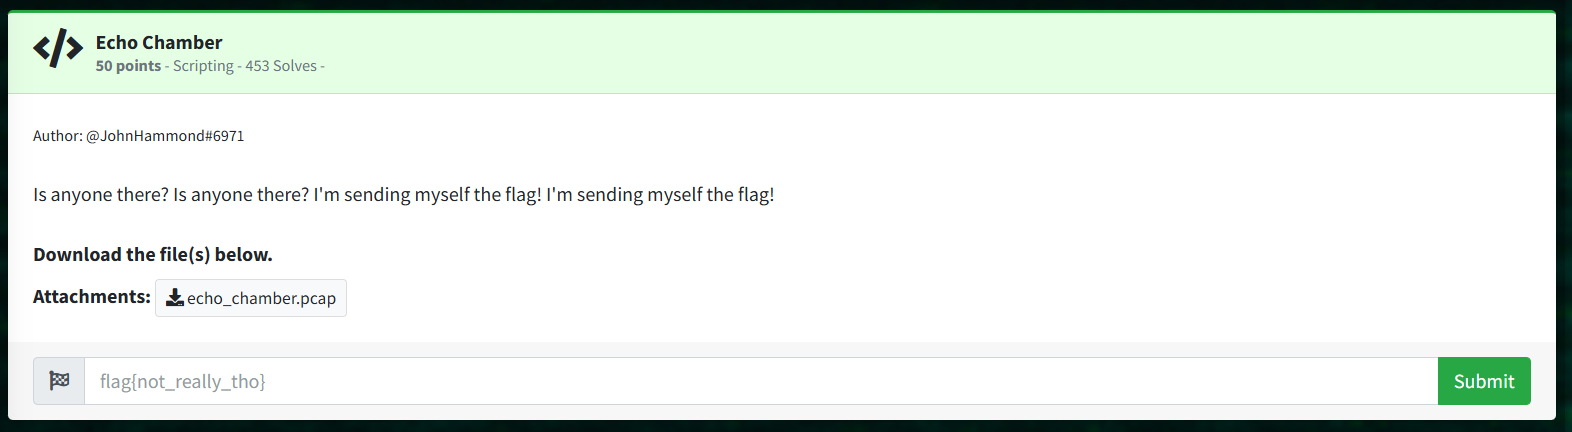 Echo Chamber
50 points - Scripting - 453 Solves -
Author: @JohnHammond#6971
Is anyone there? Is anyone there? I'm sending myself the flag! I'm sending myself the flag!
Download the file(s) below.
Attachments: echo_chamber.pcap
flag{not_really_tho} Submit